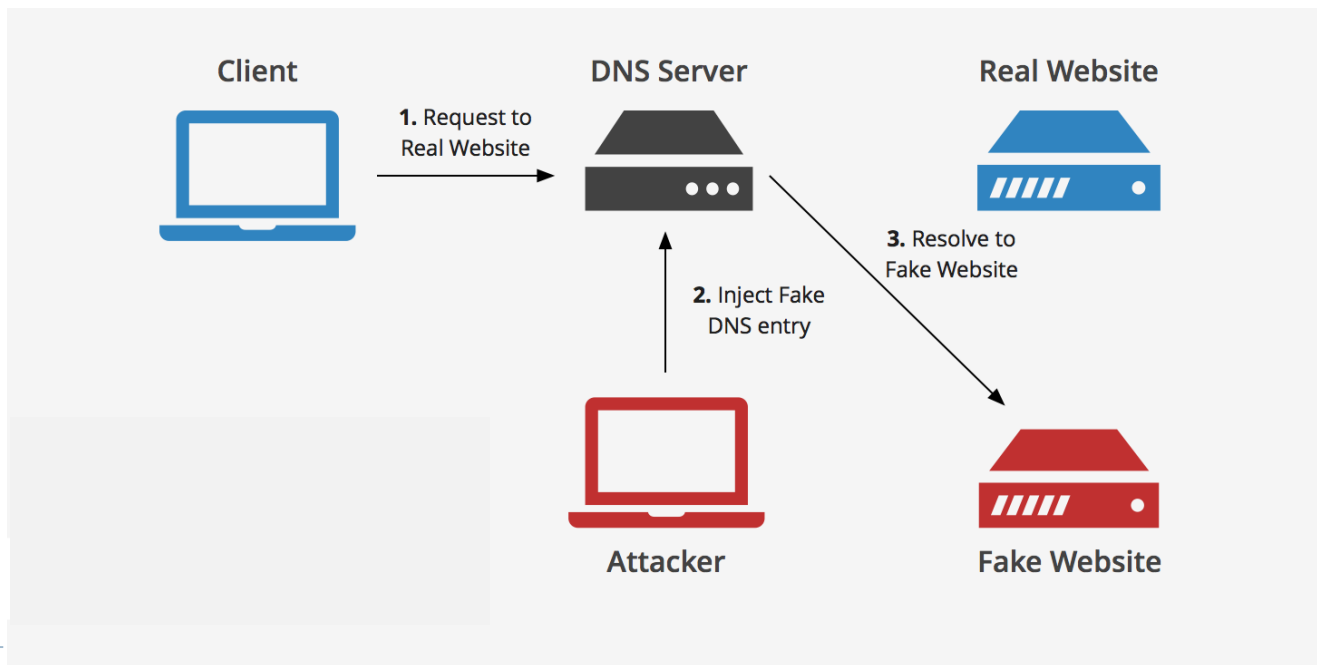 Client
DNS Server
Real Website
1. Request to
Real Website
3. Resolve to
Fake Website
2. Inject Fake
DNS entry
Attacker
Fake Website